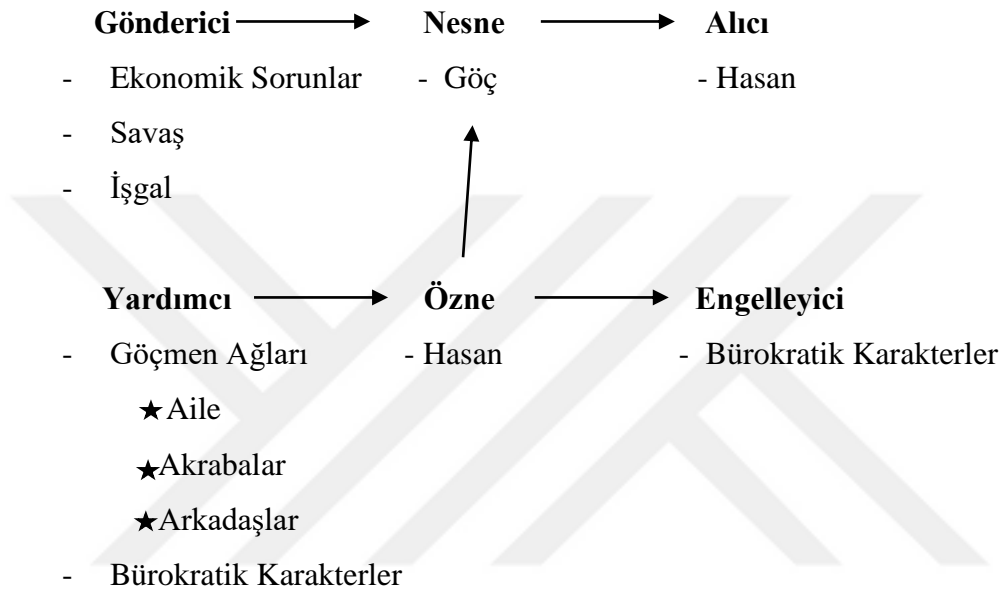 Gönderici Nesne Alıcı
- Ekonomik Sorunlar - Göç - Hasan
- Savaş
- İşgal
Yardımcı Özne Engelleyici
- Göçmen Ağları - Hasan - Bürokratik Karakterler
★Aile
★Akrabalar
★Arkadaşlar
- Bürokratik Karakterler